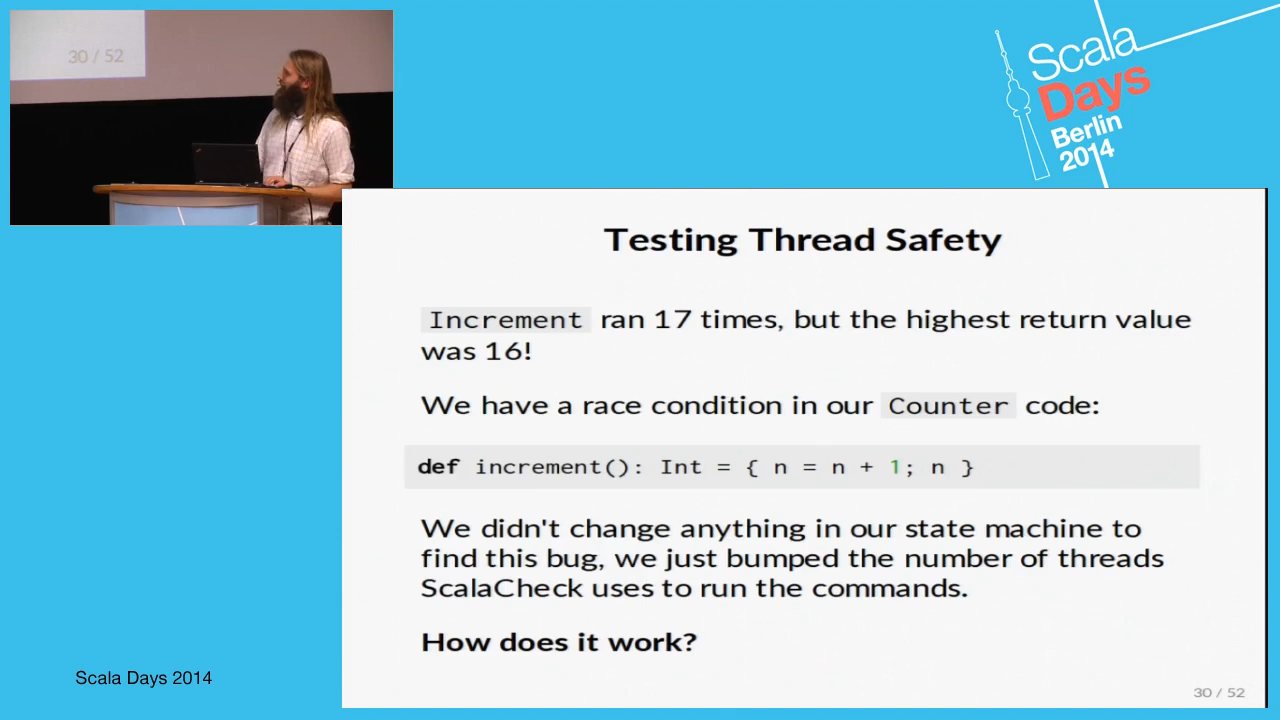 30 / 52
Scala
Days
Berlin
2014
Testing Thread Safety
Increment ran 17 times, but the highest return value
was 16!
We have a race condition in our Counter code:
def increment(): Int = { n = n + 1; n }
We didn't change anything in our state machine to
find this bug, we just bumped the number of threads
ScalaCheck uses to run the commands.
How does it work?
30 / 52
Scala Days 2014